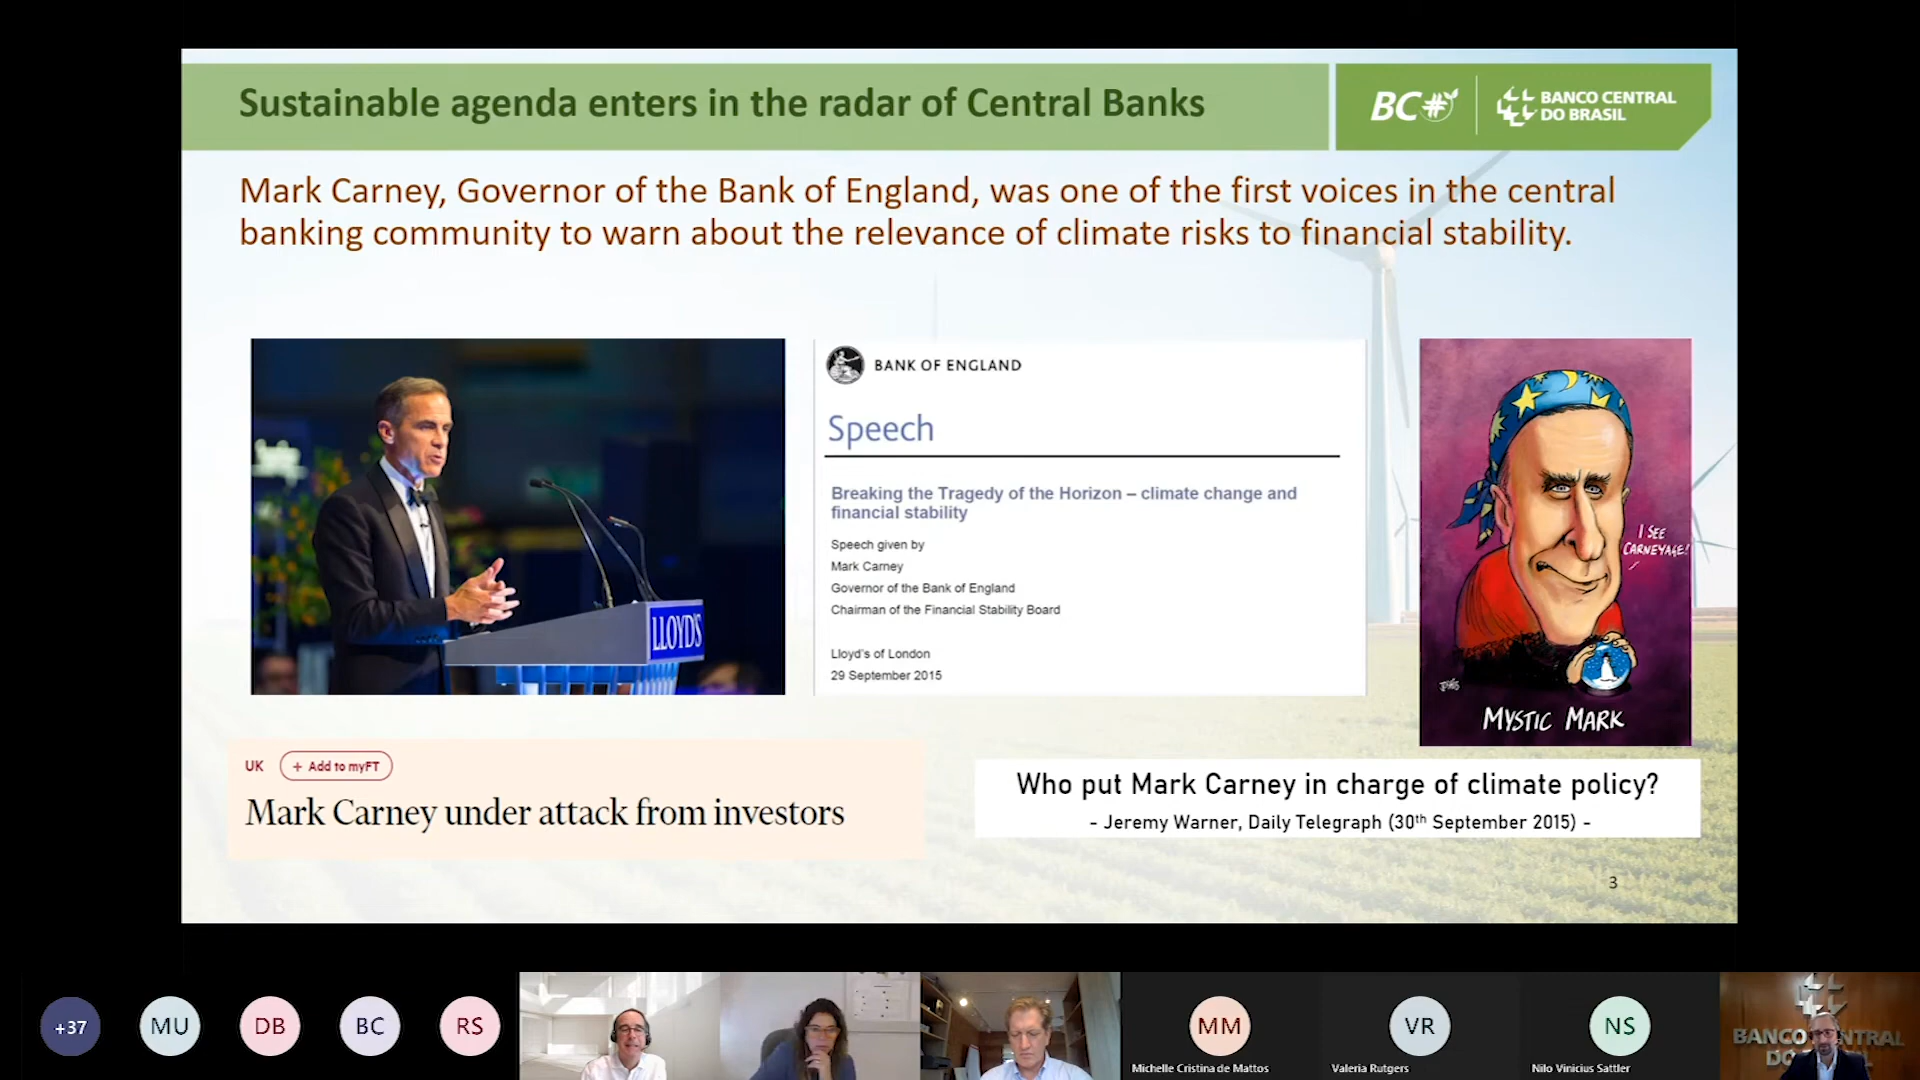 Sustainable agenda enters in the radar of Central Banks
BC#
BANCO CENTRAL
DO BRASIL
Mark Carney, Governor of the Bank of England, was one of the first voices in the central
banking community to warn about the relevance of climate risks to financial stability.
LLOYD'S
BANK OF ENGLAND
Speech
Breaking the Tragedy of the Horizon – climate change and
financial stability
Speech given by
Mark Carney
Governor of the Bank of England
Chairman of the Financial Stability Board
Lloyd's of London
29 September 2015
I SEE
CARNEYAGE!
MYSTIC MARK
UK
+ Add to myFT
Mark Carney under attack from investors
Who put Mark Carney in charge of climate policy?
- Jeremy Warner, Daily Telegraph (30th September 2015) -
3
+37
MU
DB
BC
RS
MM
Michelle Cristina de Mattos
VR
Valeria Rutgers
NS
Nilo Vinicius Sattler